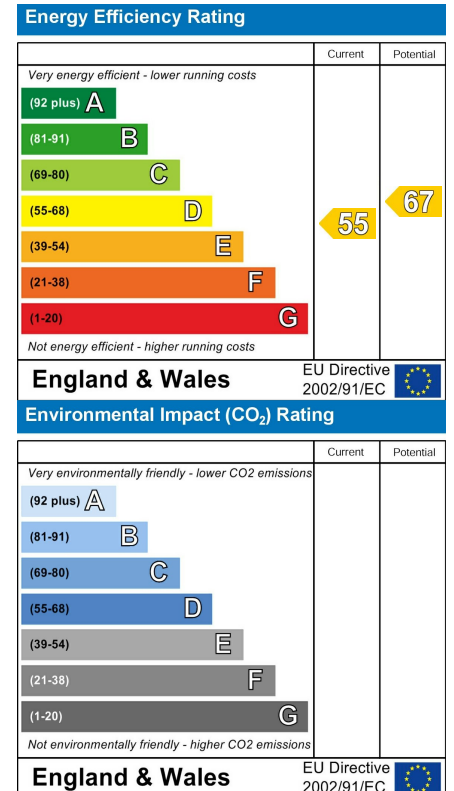 Energy Efficiency Rating
Current Potential
Very energy efficient - lower running costs
(92 plus) A
(81-91) B
(69-80) C
(55-68) D
(39-54) E
(21-38) F
(1-20) G
55
67
Not energy efficient - higher running costs
England & Wales
EU Directive
2002/91/EC
Environmental Impact (CO₂) Rating
Current Potential
Very environmentally friendly - lower CO2 emissions
(92 plus) A
(81-91) B
(69-80) C
(55-68) D
(39-54) E
(21-38) F
(1-20) G
Not environmentally friendly - higher CO2 emissions
England & Wales
EU Directive
2002/91/EC